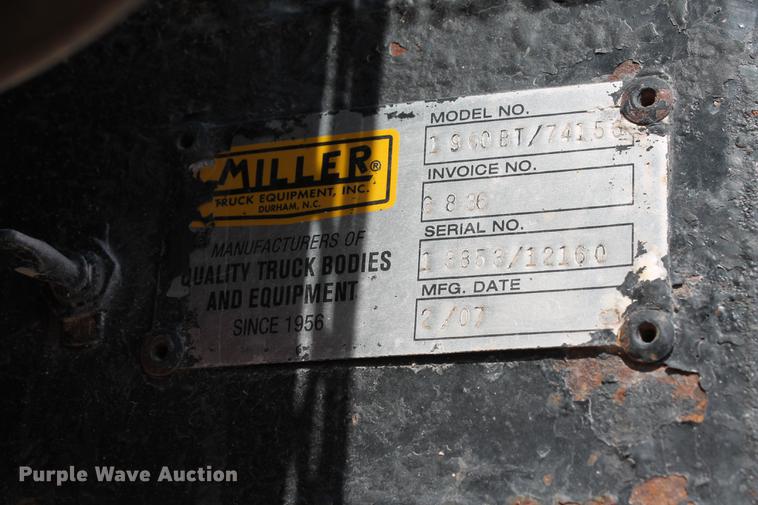 MILLER®
TRUCK EQUIPMENT, INC.
DURHAM, N.C.
MANUFACTURERS OF
QUALITY TRUCK BODIES
AND EQUIPMENT
SINCE 1956
MODEL NO.
INVOICE NO.
SERIAL NO.
MFG. DATE
2/07
Purple Wave Auction